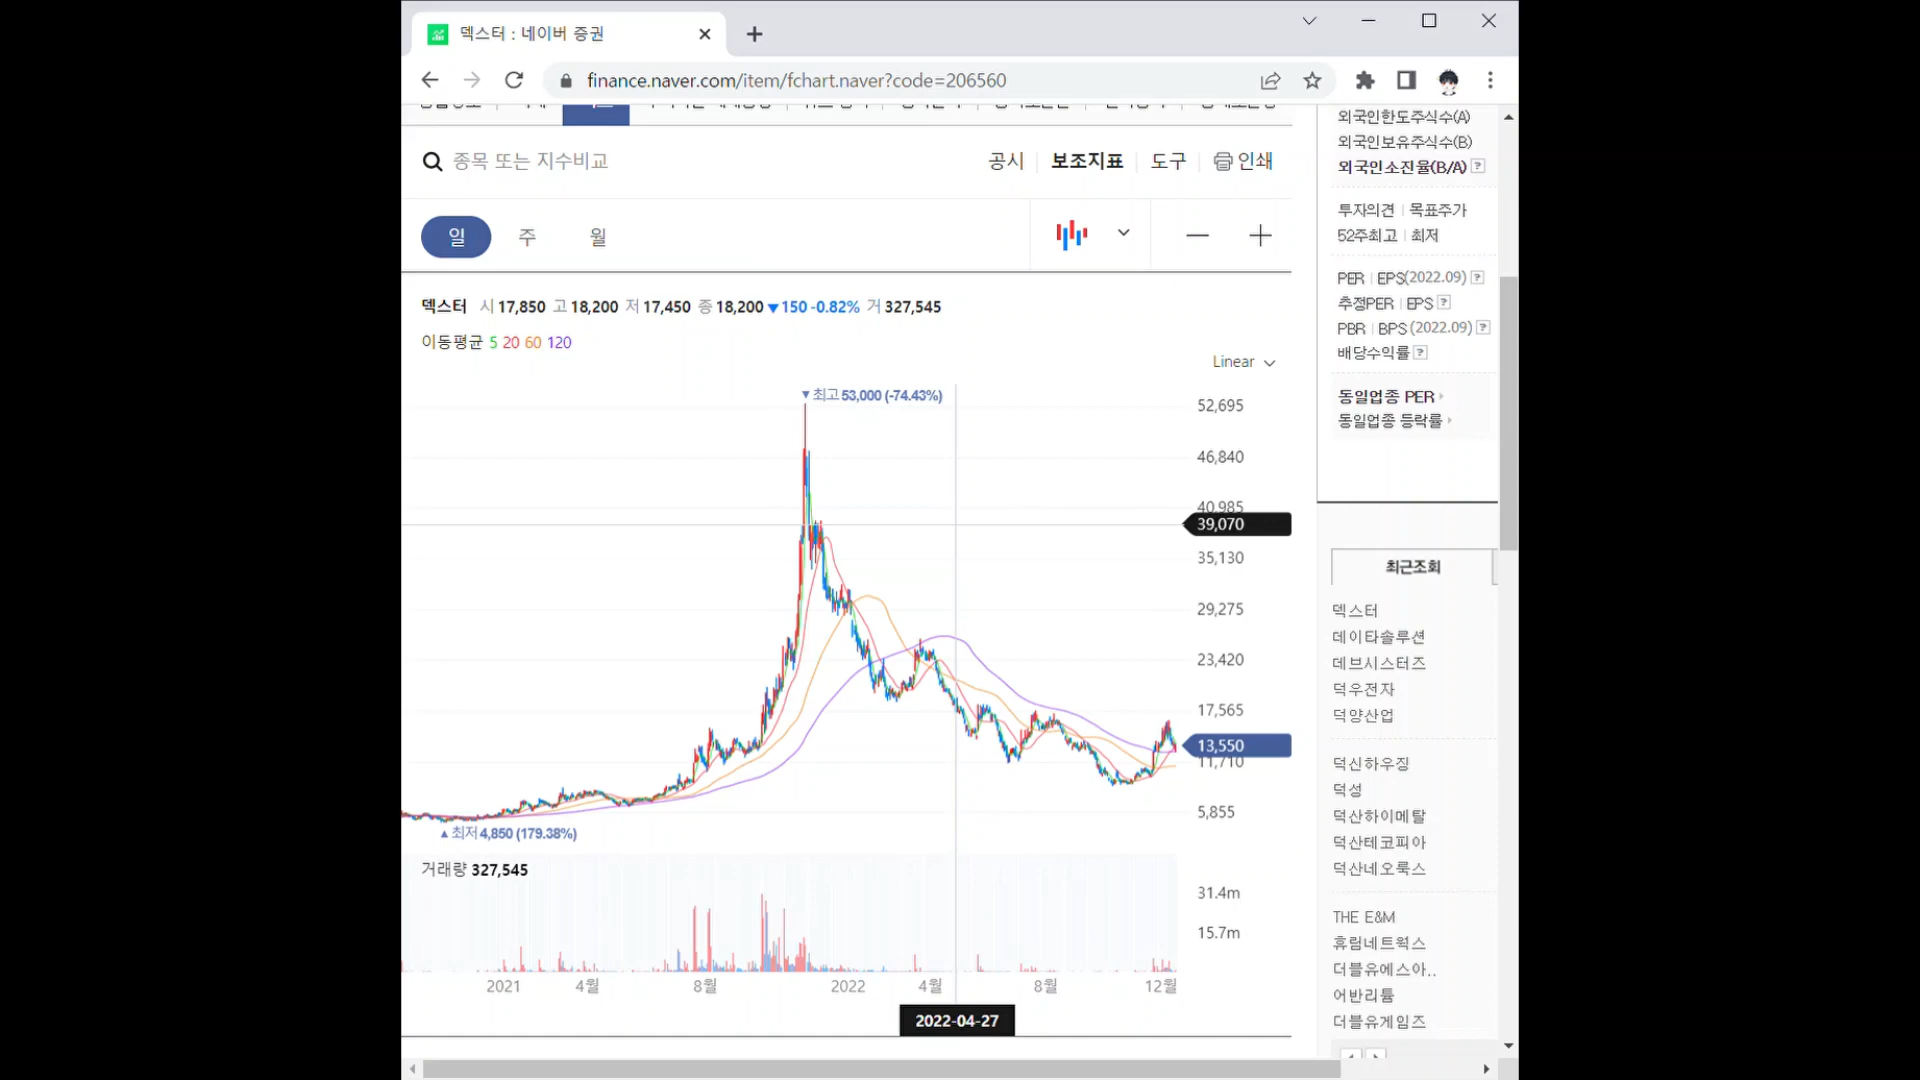 덱스터 : 네이버 증권
finance.naver.com/item/fchart.naver?code=206560
종목 또는 지수비교
공시 보조지표 도구 인쇄
일 주 월
덱스터 시 17,850 고 18,200 저 17,450 종 18,200 ▼150 -0.82% 거 327,545
이동평균 5 20 60 120
Linear
▼최고 53,000 (-74.43%)
52,695
46,840
40,985
39,070
35,130
29,275
23,420
17,565
13,550
11,710
5,855
▲최저 4,850 (179.38%)
거래량 327,545
31.4m
15.7m
2021 4월 8월 2022 4월 8월 12월
2022-04-27
외국인한도주식수(A)
외국인보유주식수(B)
외국인소진율(B/A) ?
투자의견 | 목표주가
52주최고 | 최저
PER | EPS(2022.09) ?
추정PER | EPS ?
PBR | BPS (2022.09) ?
배당수익률 ?
동일업종 PER
동일업종 등락률
최근조회
덱스터
데이타솔루션
데브시스터즈
덕우전자
덕양산업
덕신하우징
덕성
덕산하이메탈
덕산테코피아
덕산네오룩스
THE E&M
휴림네트웍스
더블유에스아..
어반리튬
더블유게임즈